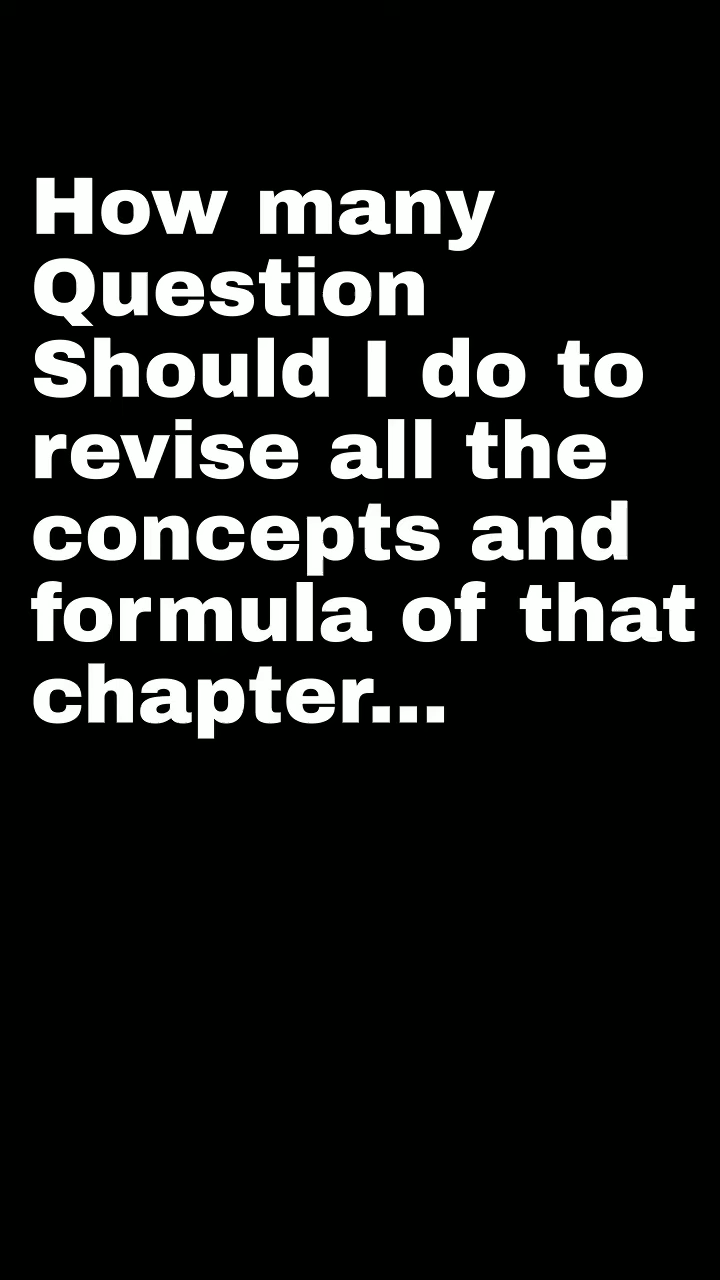 How many
Question
Should I do to
revise all the
concepts and
formula of that
chapter...